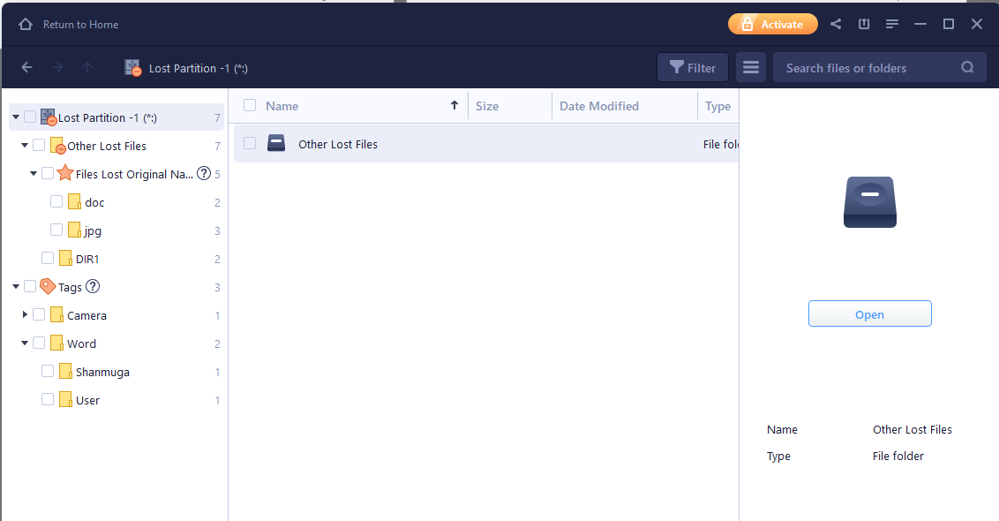 Return to Home
Activate
Lost Partition -1 (*:)
Filter
Search files or folders
Lost Partition -1 (*:) 7
Other Lost Files 7
Files Lost Original Na... ? 5
doc 2
jpg 3
DIR1 2
Tags ? 3
Camera 1
Word 2
Shanmuga 1
User 1
Name Size Date Modified Type
Other Lost Files File fol
Open
Name Other Lost Files
Type File folder